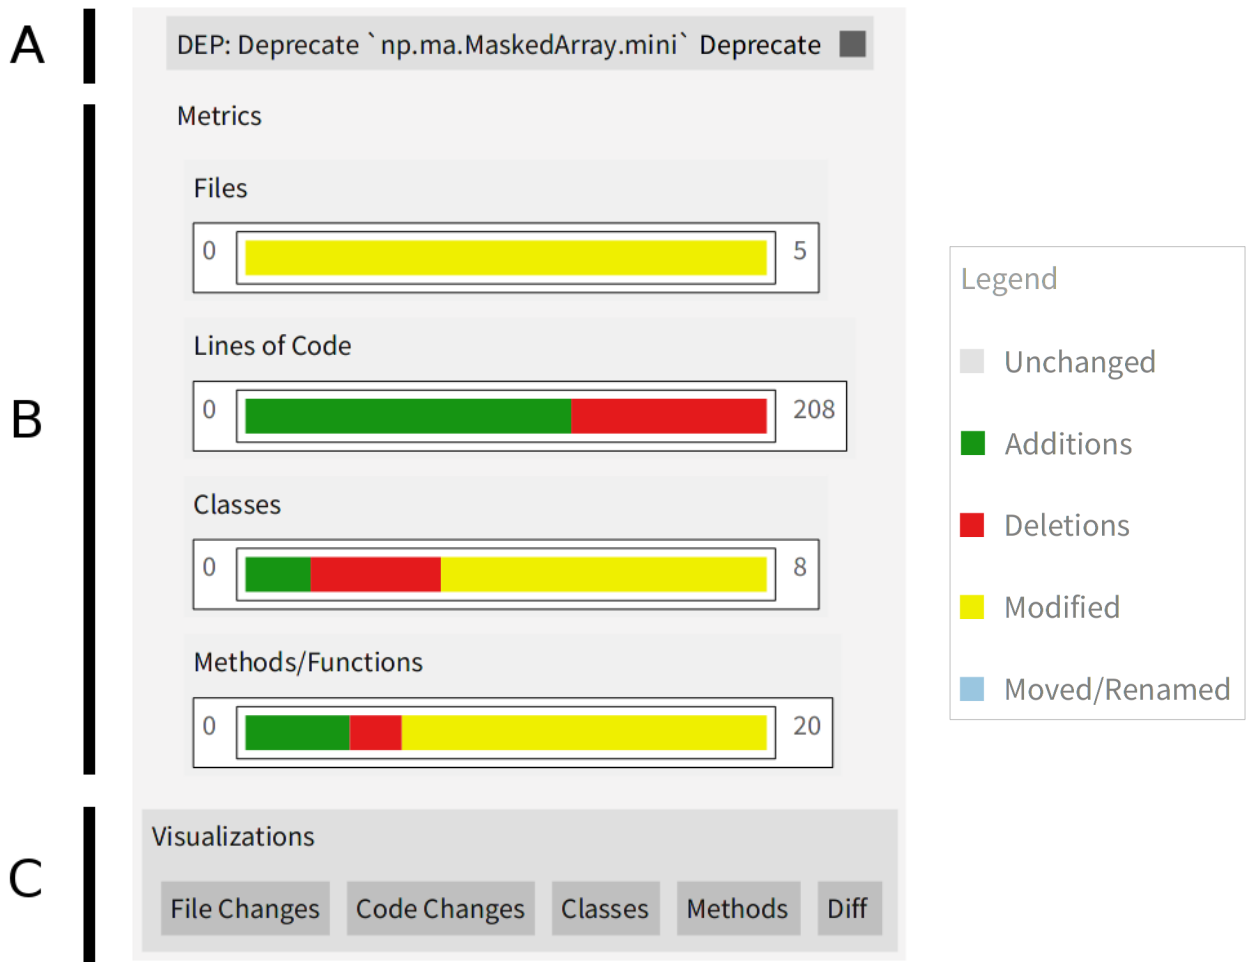 A
DEP: Deprecate `np.ma.MaskedArray.mini` Deprecate
B
Metrics
Files
0 5
Lines of Code
0 208
Classes
0 8
Methods/Functions
0 20
Legend
Unchanged
Additions
Deletions
Modified
Moved/Renamed
C
Visualizations
File Changes Code Changes Classes Methods Diff